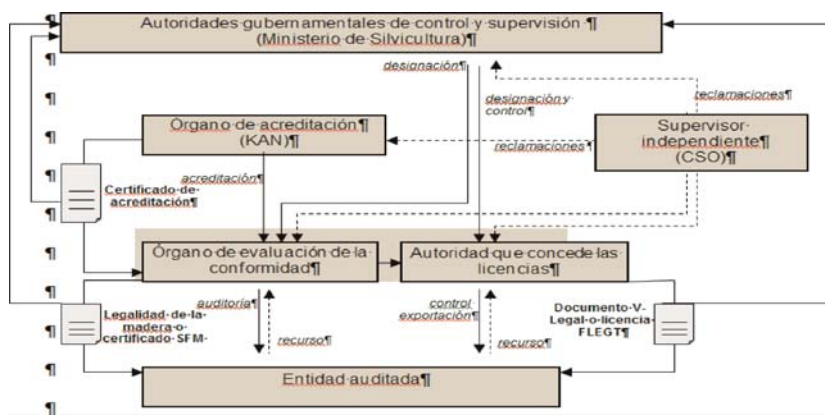 Autoridades gubernamentales de control y supervisión ¶
(Ministerio de Silvicultura)¶
designación¶
designación y
control¶
reclamaciones¶
Órgano de acreditación¶
(KAN)¶
reclamaciones¶
Supervisor
independiente¶
(CSO)¶
acreditación¶
Certificado de
acreditación¶
Órgano de evaluación de la
conformidad¶
Autoridad que concede las
licencias¶
auditoría¶
control
exportación¶
Legalidad de la
madera o
certificado SFM
recurso¶
recurso¶
Documento V-
Legal o licencia
FLEGT¶
Entidad auditada¶
¶
¶
¶
¶
¶
¶
¶
¶
¶
¶